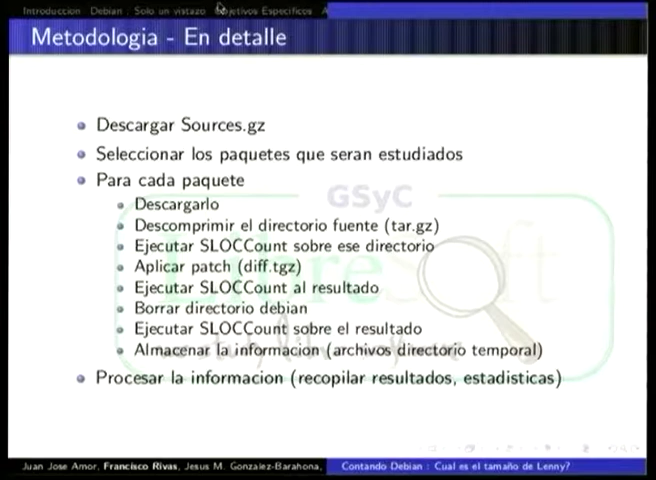 Introduccion Debian : Solo un vistazo Objetivos Especificos A
Metodologia - En detalle
Descargar Sources.gz
Seleccionar los paquetes que seran estudiados
Para cada paquete
GSyC
Descargarlo
Descomprimir el directorio fuente (tar.gz)
Ejecutar SLOCCount sobre ese directorio
Aplicar patch (diff.tgz)
LibreSoft
Ejecutar SLOCCount al resultado
Borrar directorio debian
Ejecutar SLOCCount sobre el resultado
Almacenar la informacion (archivos directorio temporal)
Procesar la informacion (recopilar resultados, estadisticas)
Juan Jose Amor, Francisco Rivas, Jesus M. Gonzalez-Barahona, Contando Debian : Cual es el tamaño de Lenny?